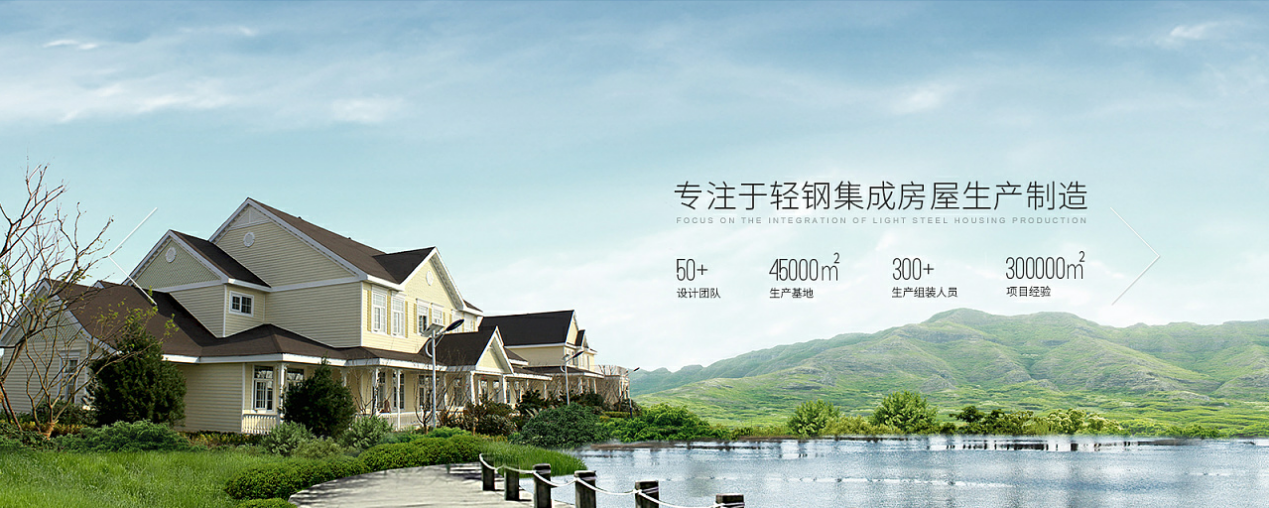 专注于轻钢集成房屋生产制造
FOCUS ON THE INTEGRATION OF LIGHT STEEL HOUSING PRODUCTION
50+ 45000㎡ 300+ 300000㎡
设计团队 生产基地 生产组装人员 项目经验